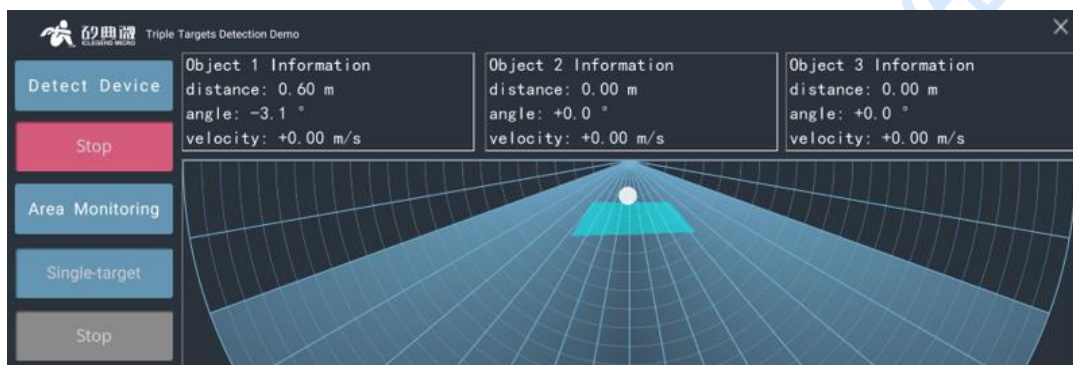 矽典微 Triple Targets Detection Demo
ICLEGEND MICRO
Detect Device
Stop
Area Monitoring
Single-target
Stop
Object 1 Information
distance: 0.60 m
angle: -3.1 °
velocity: +0.00 m/s
Object 2 Information
distance: 0.00 m
angle: +0.0 °
velocity: +0.00 m/s
Object 3 Information
distance: 0.00 m
angle: +0.0 °
velocity: +0.00 m/s